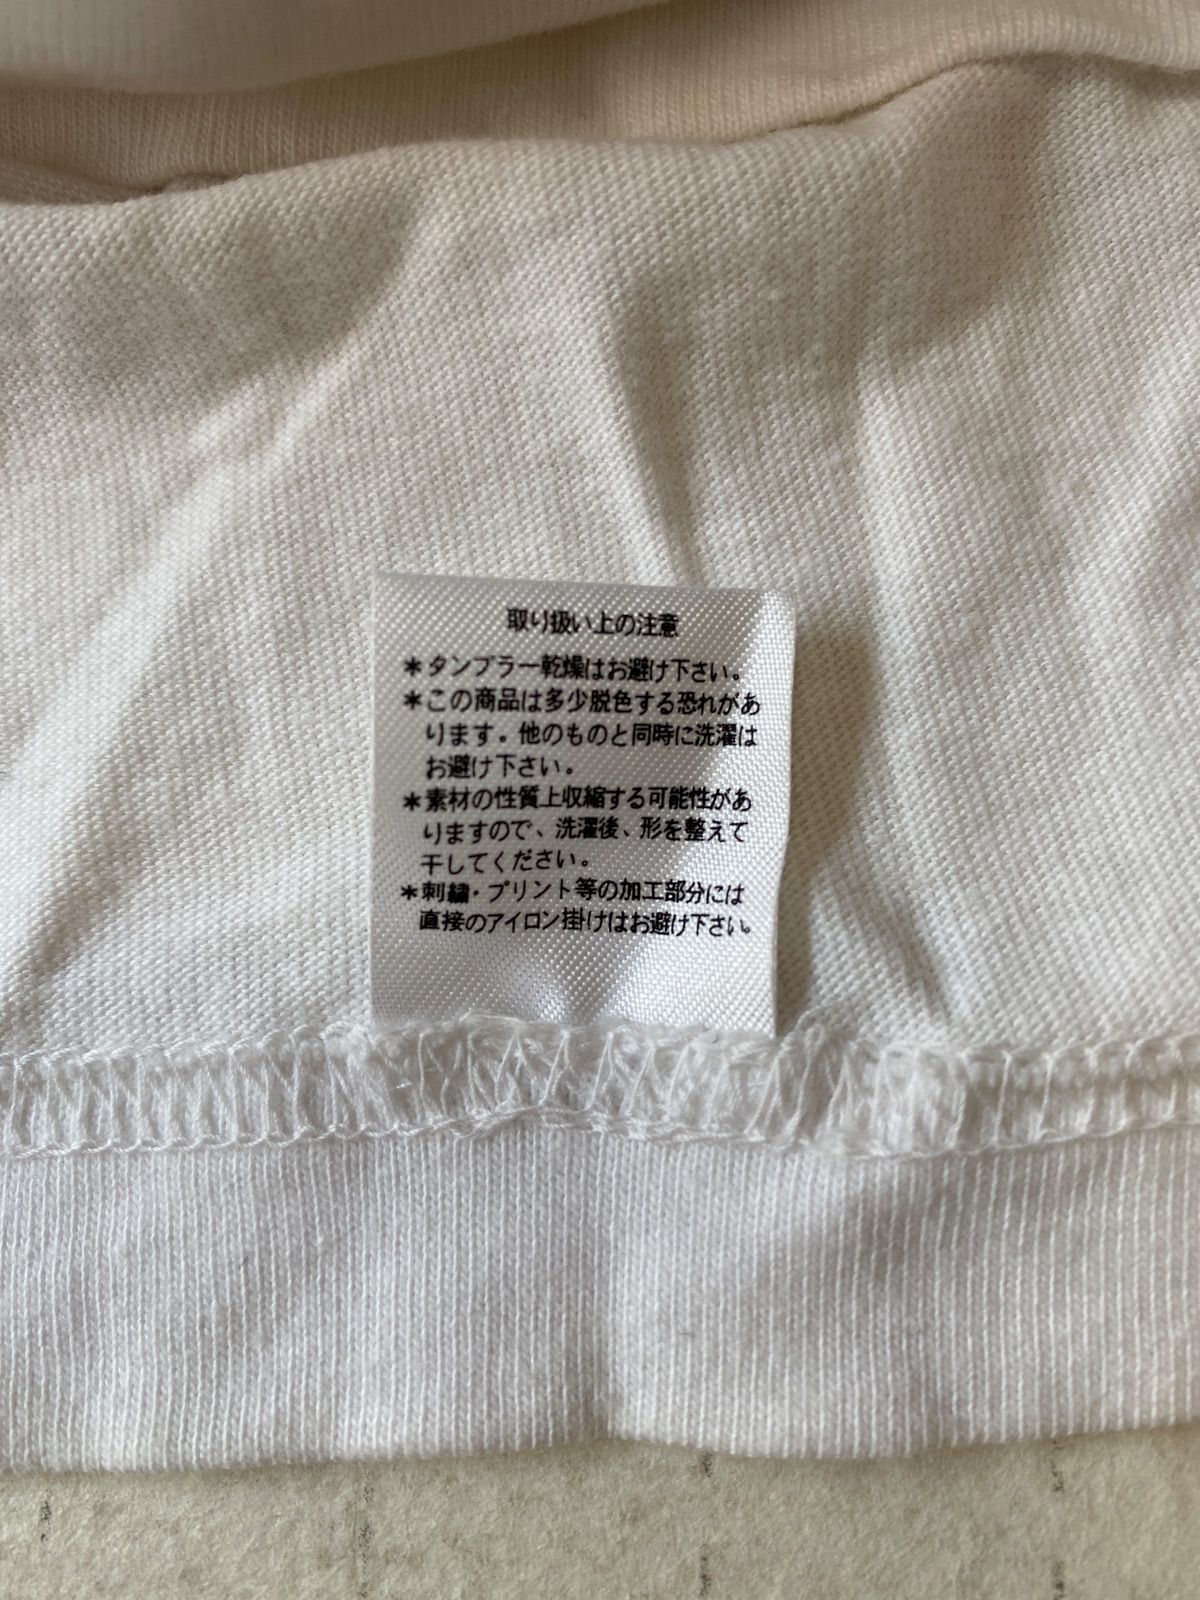 取り扱い上の注意
＊タンブラー乾燥はお避け下さい。
＊この商品は多少脱色する恐れがあ
ります。他のものと同時に洗濯は
お避け下さい。
＊素材の性質上収縮する可能性があ
りますので、洗濯後、形を整えて
干してください。
＊刺繍・プリント等の加工部分には
直接のアイロン掛けはお避け下さい。